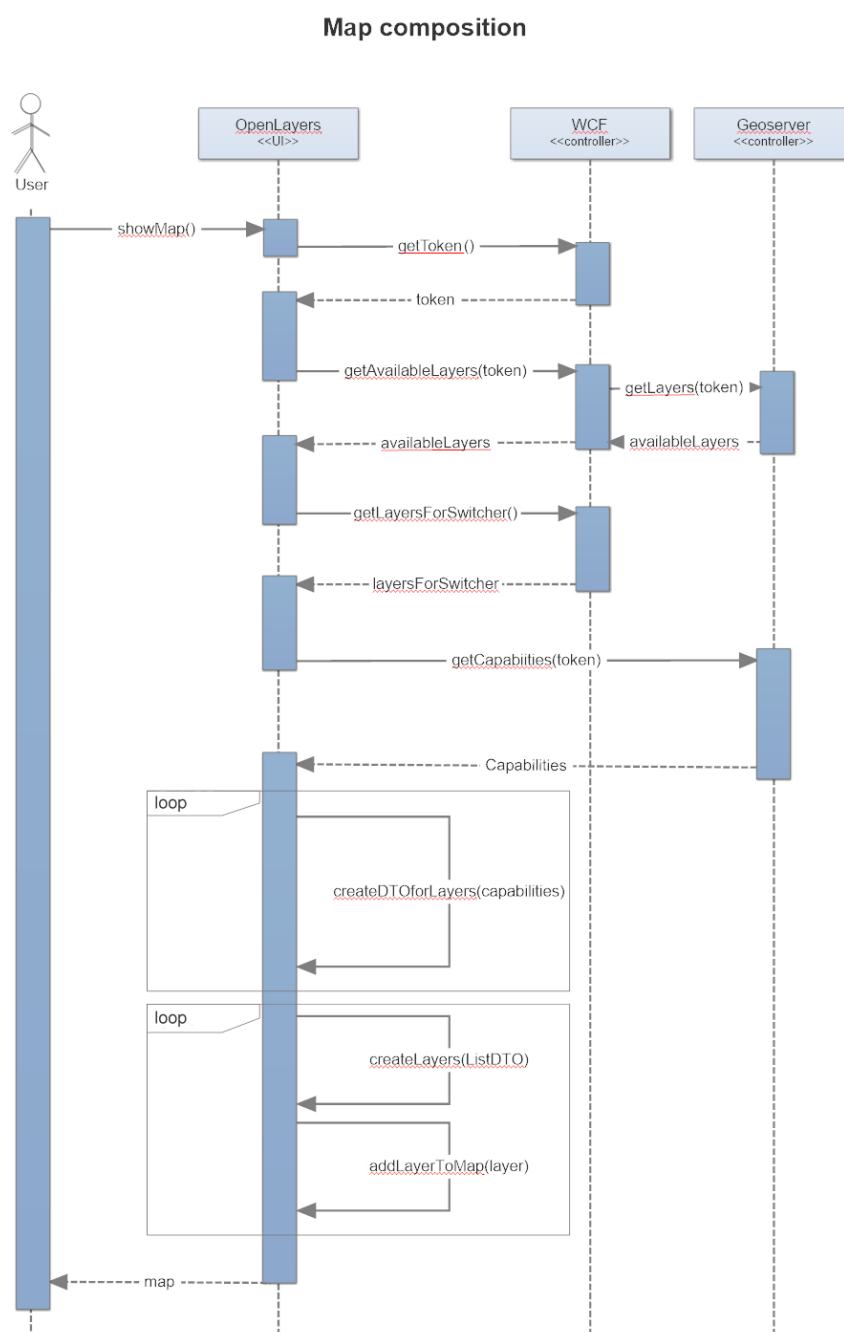 Map composition
User
OpenLayers
<<UI>>
WCF
<<controller>>
Geoserver
<<controller>>
showMap()
getToken()
token
getAvailableLayers(token)
getLayers(token)
availableLayers
availableLayers
getLayersForSwitcher()
layersForSwitcher
getCapabiities(token)
Capabilities
loop
createDTOforLayers(capabilities)
loop
createLayers(ListDTO)
addLayerToMap(layer)
map